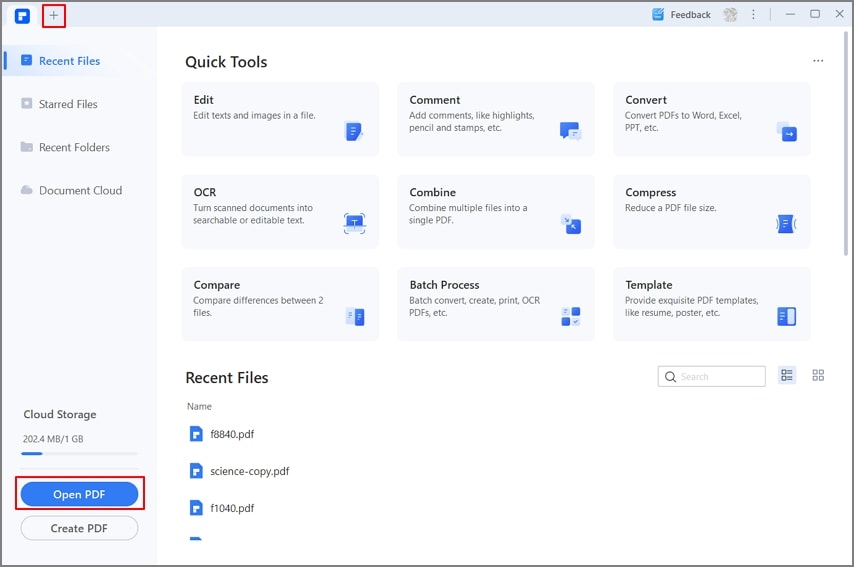 +
Feedback
Recent Files
Starred Files
Recent Folders
Document Cloud
Quick Tools
...
Edit
Edit texts and images in a file.
Comment
Add comments, like highlights,
pencil and stamps, etc.
Convert
Convert PDFs to Word, Excel,
PPT, etc.
OCR
Turn scanned documents into
searchable or editable text.
Combine
Combine multiple files into a
single PDF.
Compress
Reduce a PDF file size.
Compare
Compare differences between 2
files.
Batch Process
Batch convert, create, print, OCR
PDFs, etc.
Template
Provide exquisite PDF templates,
like resume, poster, etc.
Recent Files
Search
Name
f8840.pdf
science-copy.pdf
f1040.pdf
Cloud Storage
202.4 MB/1 GB
Open PDF
Create PDF